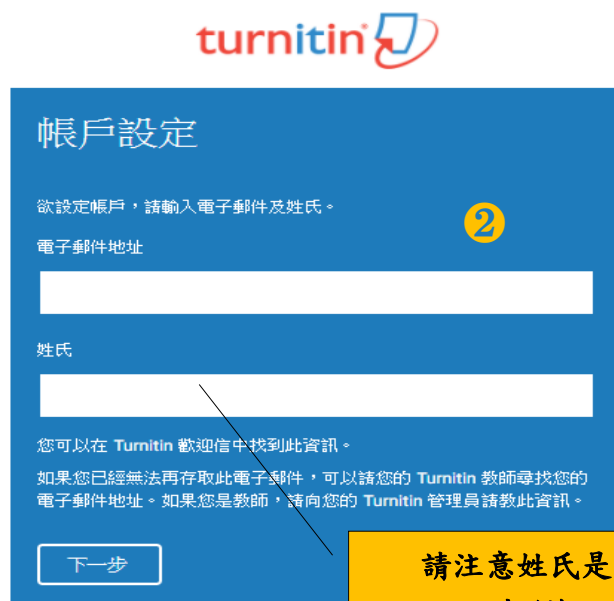 turnitin
帳戶設定
欲設定帳戶，請輸入電子郵件及姓氏。
2
電子郵件地址
姓氏
您可以在 Turnitin 歡迎信中找到此資訊。
如果您已經無法再存取此電子郵件，可以請您的 Turnitin 教師尋找您的
電子郵件地址。如果您是教師，請向您的 Turnitin 管理員請教此資訊。
下一步
請注意姓氏是